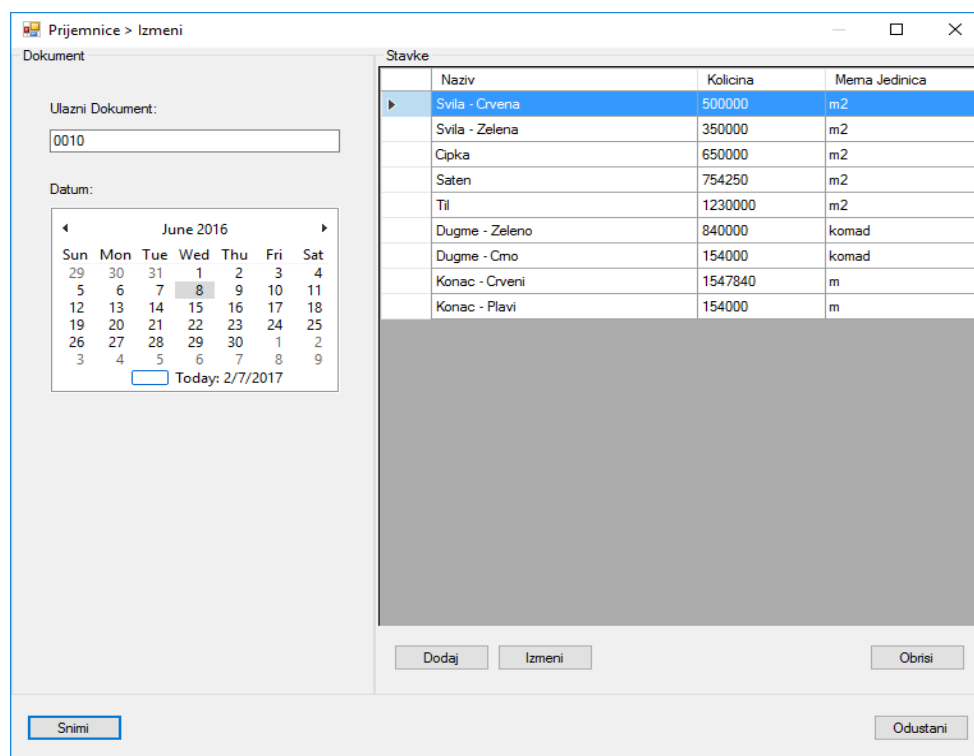 Prijemnice > Izmeni
Dokument
Ulazni Dokument:
0010
Datum:
June 2016
Sun Mon Tue Wed Thu Fri Sat
29 30 31 1 2 3 4
5 6 7 8 9 10 11
12 13 14 15 16 17 18
19 20 21 22 23 24 25
26 27 28 29 30 1 2
3 4 5 6 7 8 9
Today: 2/7/2017
Stavke
Naziv Kolicina Merna Jedinica
Svila - Crvena 500000 m2
Svila - Zelena 350000 m2
Cipka 650000 m2
Saten 754250 m2
Til 1230000 m2
Dugme - Zeleno 840000 komad
Dugme - Crno 154000 komad
Konac - Crveni 1547840 m
Konac - Plavi 154000 m
Dodaj Izmeni Obrisi
Snimi Odustani